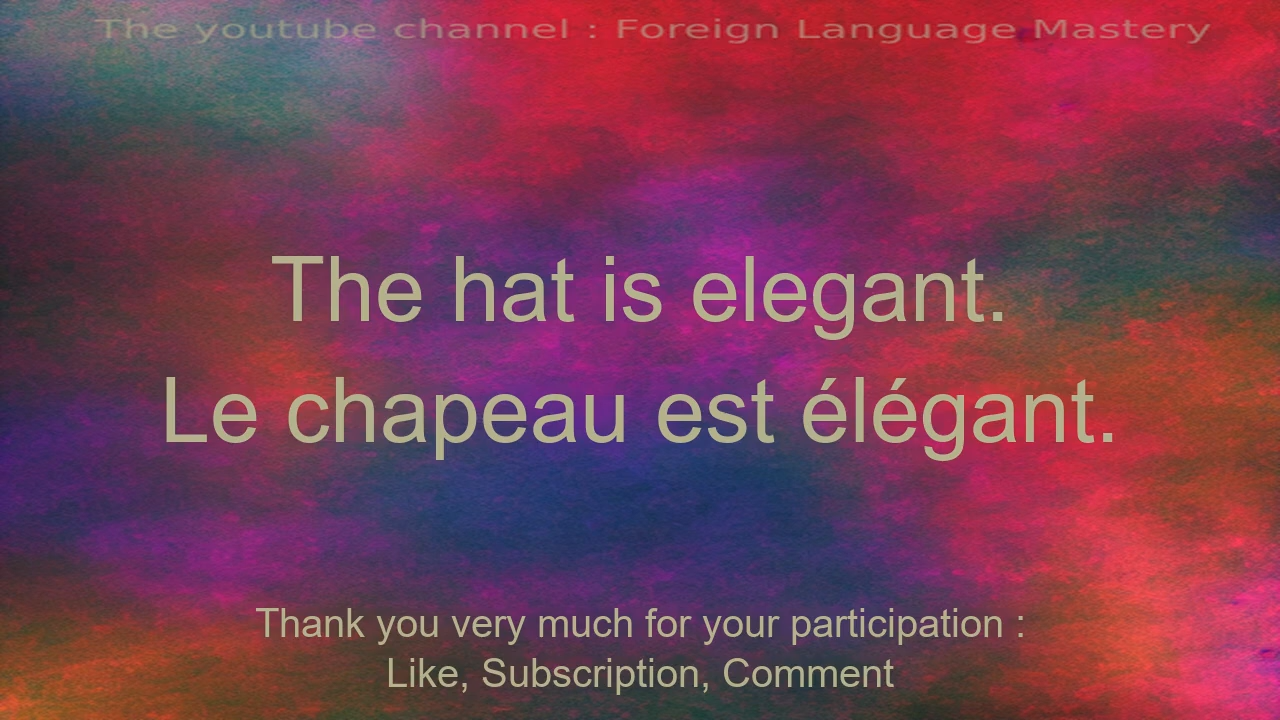 The youtube channel : Foreign Language Mastery
The hat is elegant.
Le chapeau est élégant.
Thank you very much for your participation :
Like, Subscription, Comment